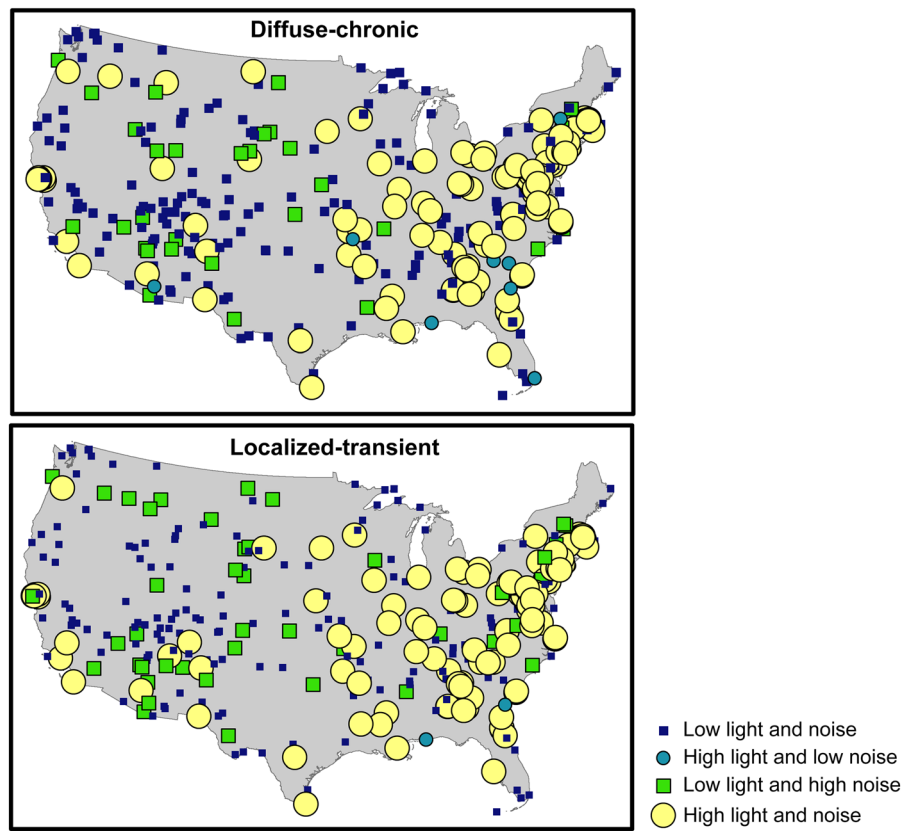 Diffuse-chronic
Localized-transient
Low light and noise
High light and low noise
Low light and high noise
High light and noise